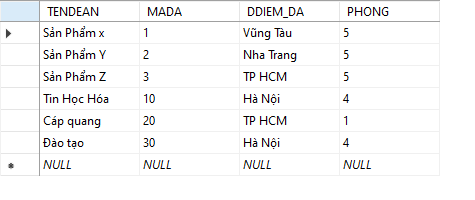 TENDEAN MADA DDIEM_DA PHONG
Sản Phẩm x 1 Vũng Tàu 5
Sản Phẩm Y 2 Nha Trang 5
Sản Phẩm Z 3 TP HCM 5
Tin Học Hóa 10 Hà Nội 4
Cáp quang 20 TP HCM 1
Đào tạo 30 Hà Nội 4
NULL NULL NULL NULL